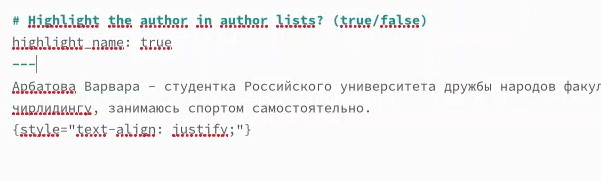 # Highlight the author in author lists? (true/false)
highlight_name: true
---
Арбатова Варвара - студентка Российского университета дружбы народов
чирлидингу, занимаюсь спортом самостоятельно.
{style="text-align: justify;"}